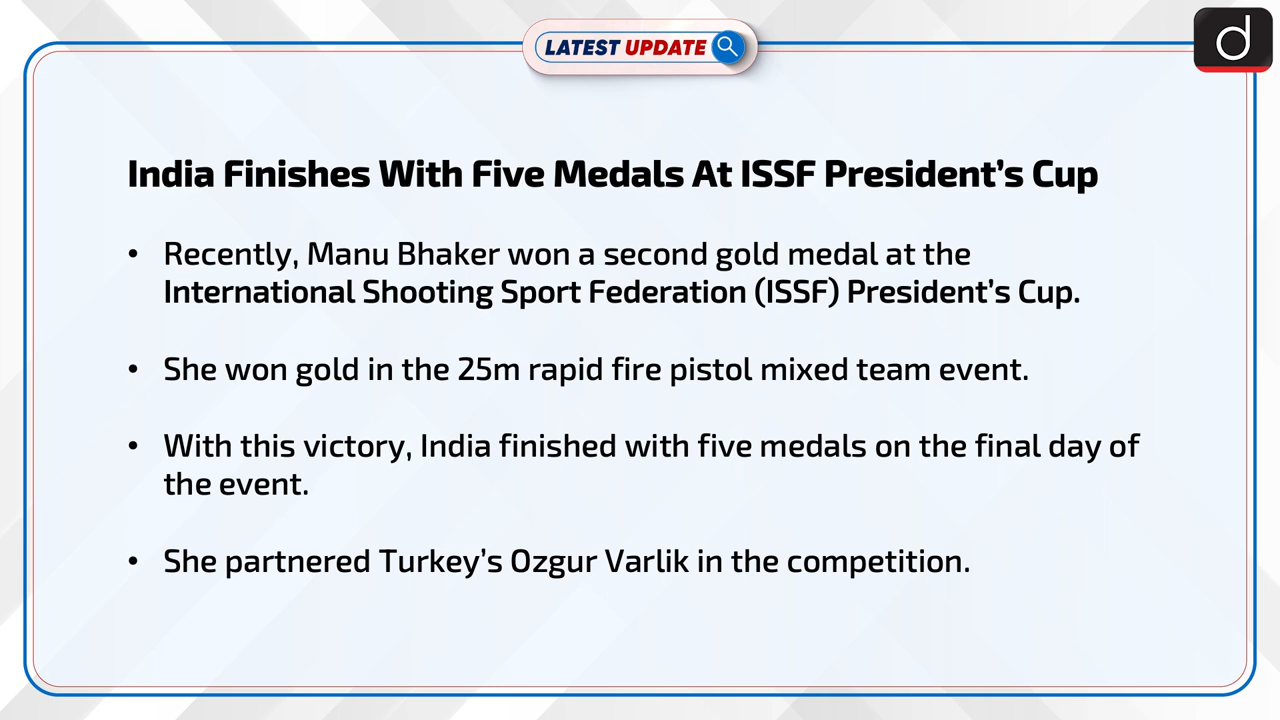 LATEST UPDATE
d
India Finishes With Five Medals At ISSF President’s Cup
• Recently, Manu Bhaker won a second gold medal at the
International Shooting Sport Federation (ISSF) President’s Cup.
• She won gold in the 25m rapid fire pistol mixed team event.
• With this victory, India finished with five medals on the final day of
the event.
• She partnered Turkey’s Ozgur Varlik in the competition.